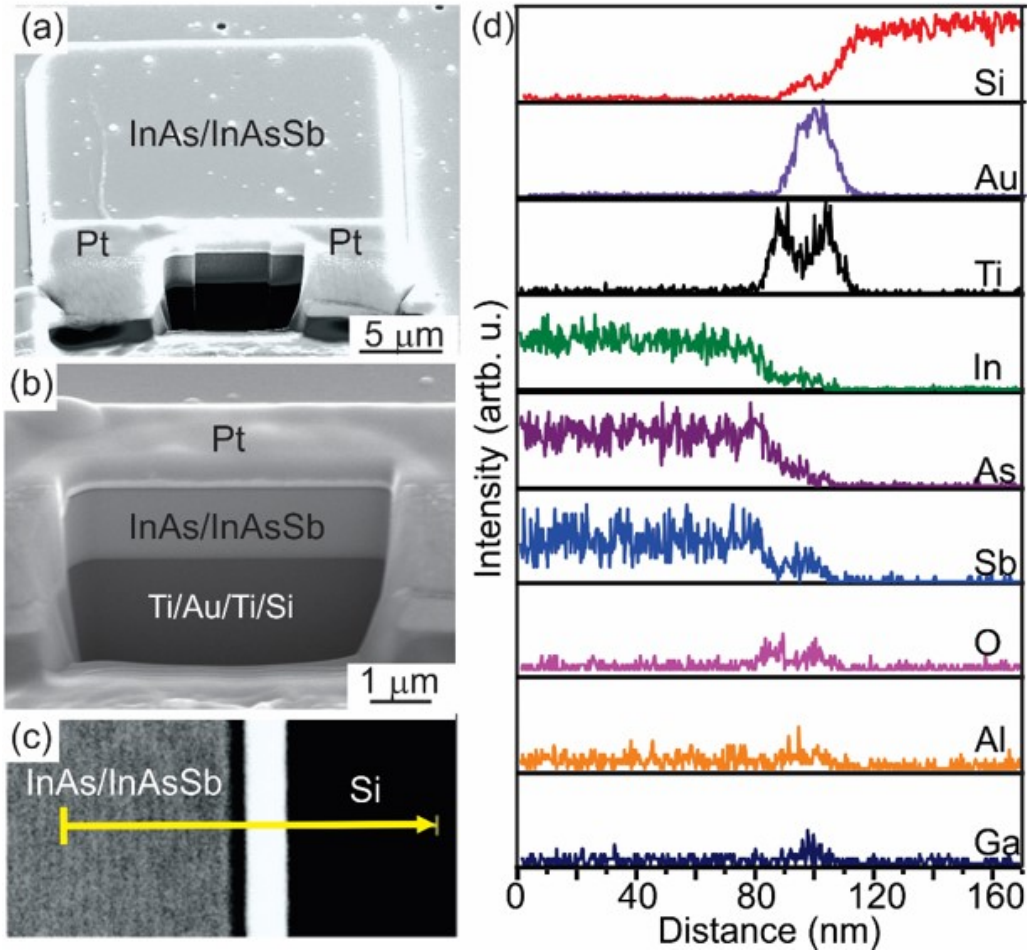 (a)
InAs/InAsSb
Pt Pt
5 μm
(b)
Pt
InAs/InAsSb
Ti/Au/Ti/Si
1 μm
(c)
InAs/InAsSb Si
(d)
Intensity (artb. u.)
Si
Au
Ti
In
As
Sb
O
Al
Ga
0 40 80 120 160
Distance (nm)